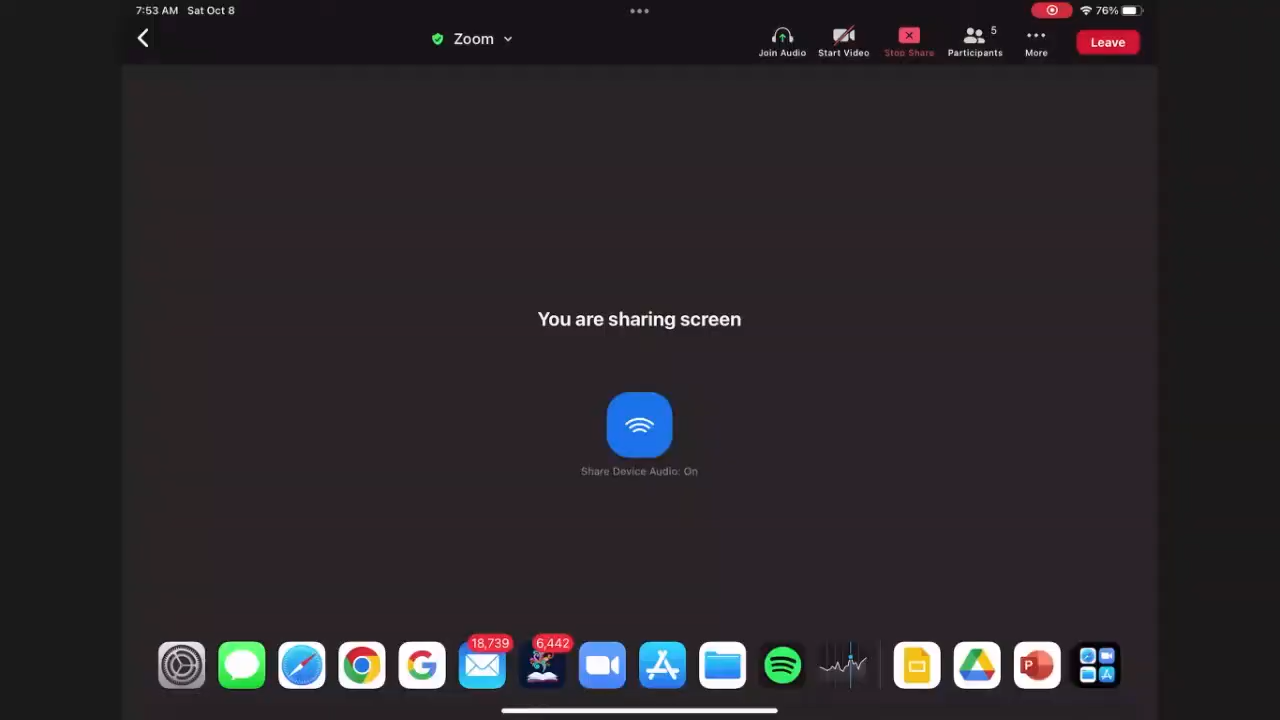 7:53 AM Sat Oct 8
76%
Zoom
Join Audio
Start Video
Stop Share
5
Participants
More
Leave
You are sharing screen
Share Device Audio: On
18,739
6,442